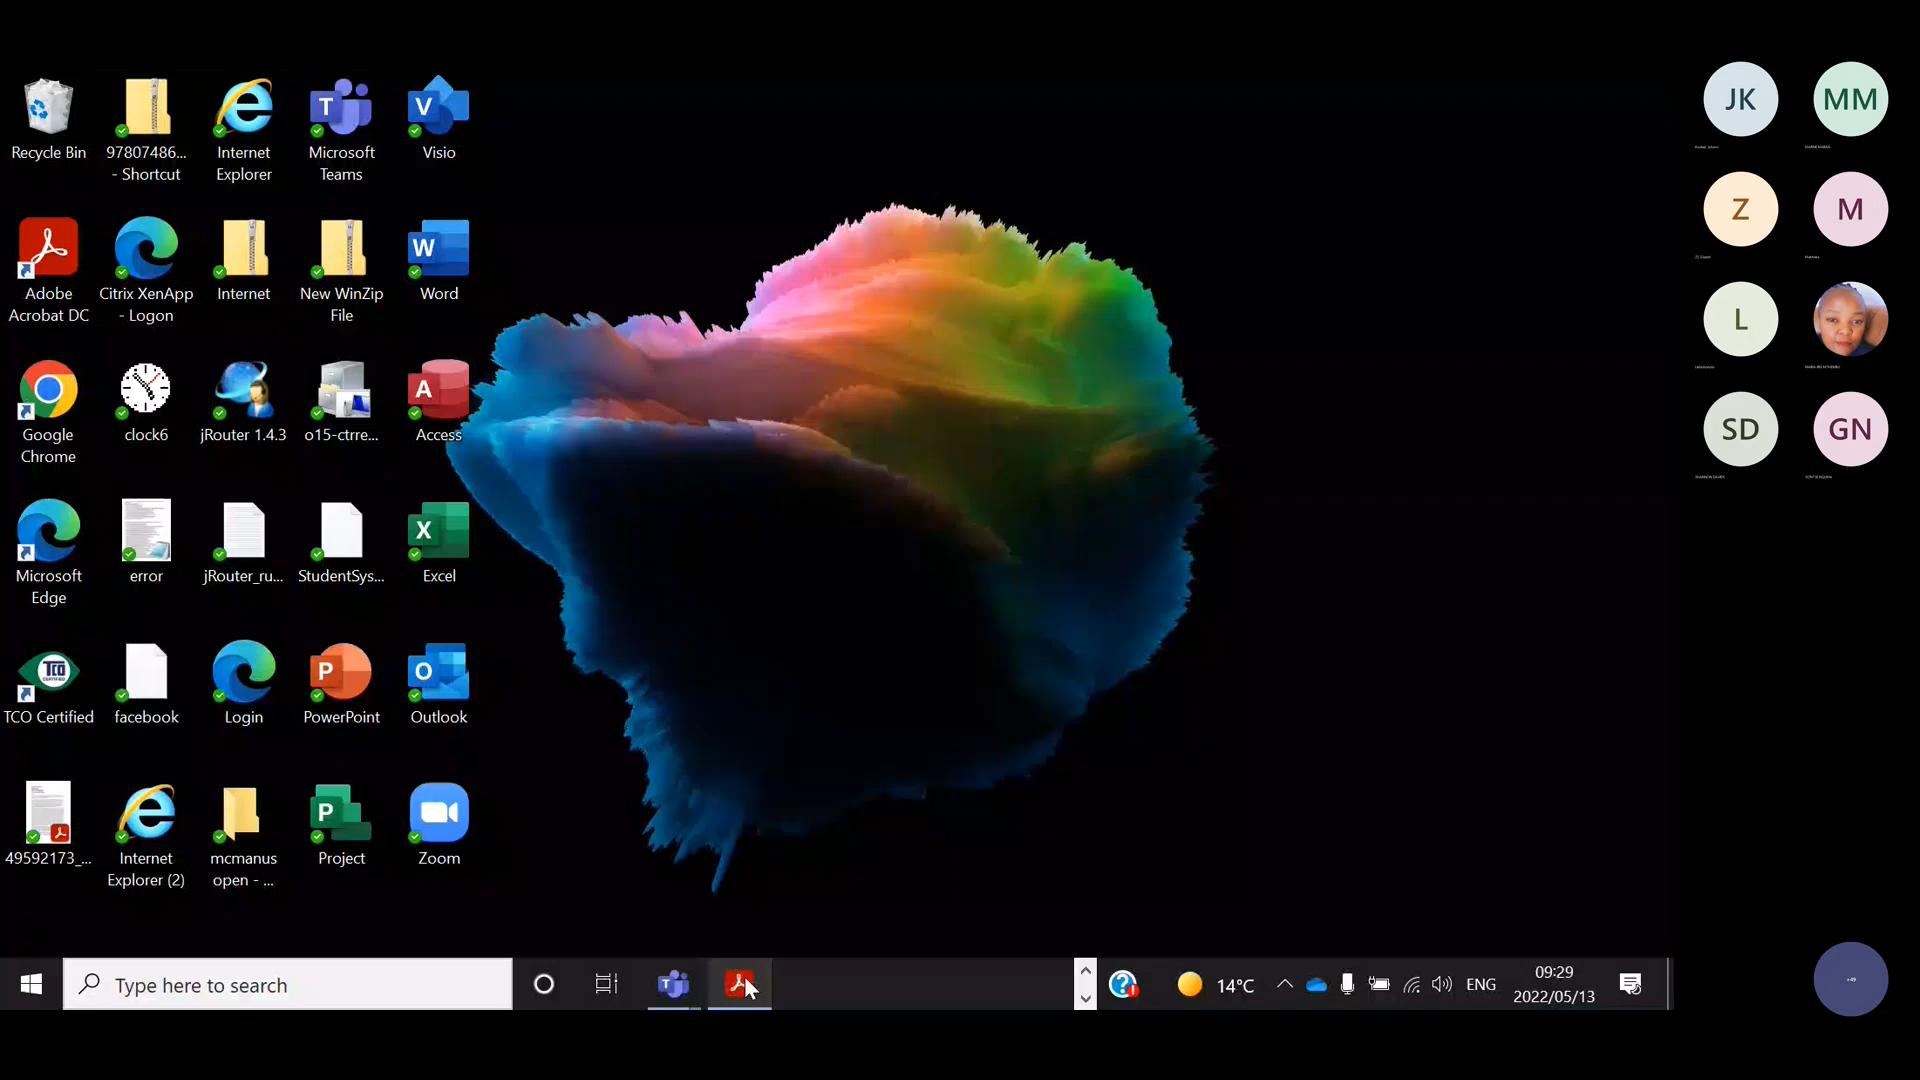 Recycle Bin
97807486...
- Shortcut
Internet
Explorer
Microsoft
Teams
Visio
Adobe
Acrobat DC
Citrix XenApp
- Logon
Internet
New WinZip
File
Word
Google
Chrome
clock6
jRouter 1.4.3
o15-ctrre...
Access
Microsoft
Edge
error
jRouter_ru...
StudentSys...
Excel
TCO Certified
facebook
Login
PowerPoint
Outlook
49592173_...
Internet
Explorer (2)
mcmanus
open - ...
Project
Zoom
JK
MM
Z
M
L
SD
GN
SHANNON DAVIDS
+49
Type here to search
14°C
ENG
09:29
2022/05/13